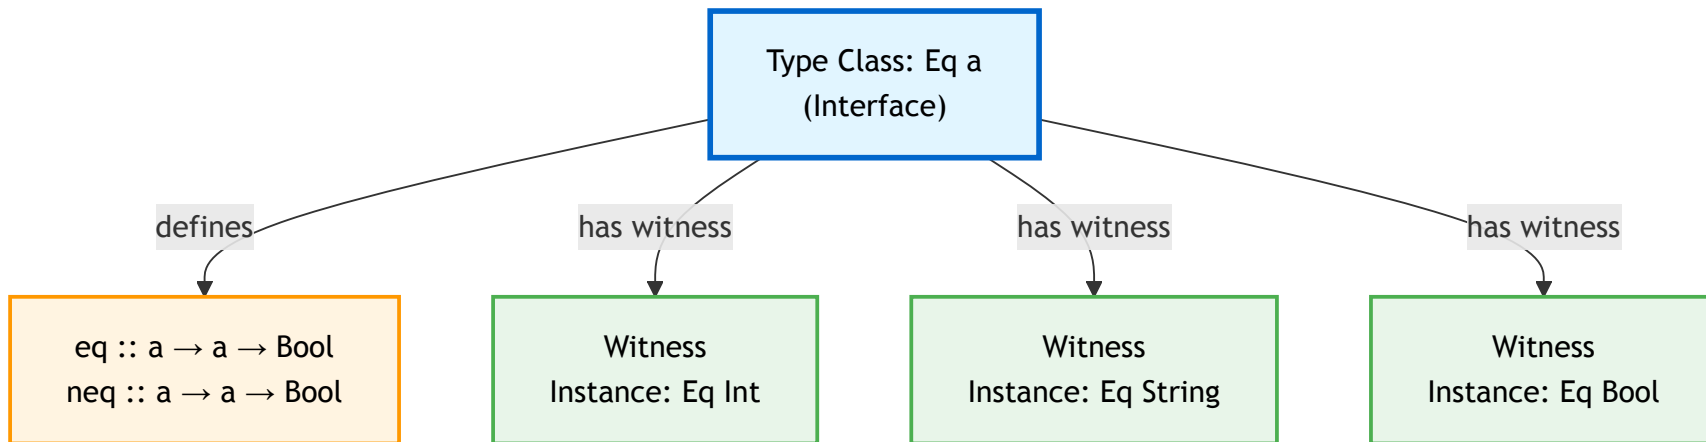 Type Class: Eq a
(Interface)
defines
has witness
has witness
has witness
eq :: a → a → Bool
neq :: a → a → Bool
Witness
Instance: Eq Int
Witness
Instance: Eq String
Witness
Instance: Eq Bool